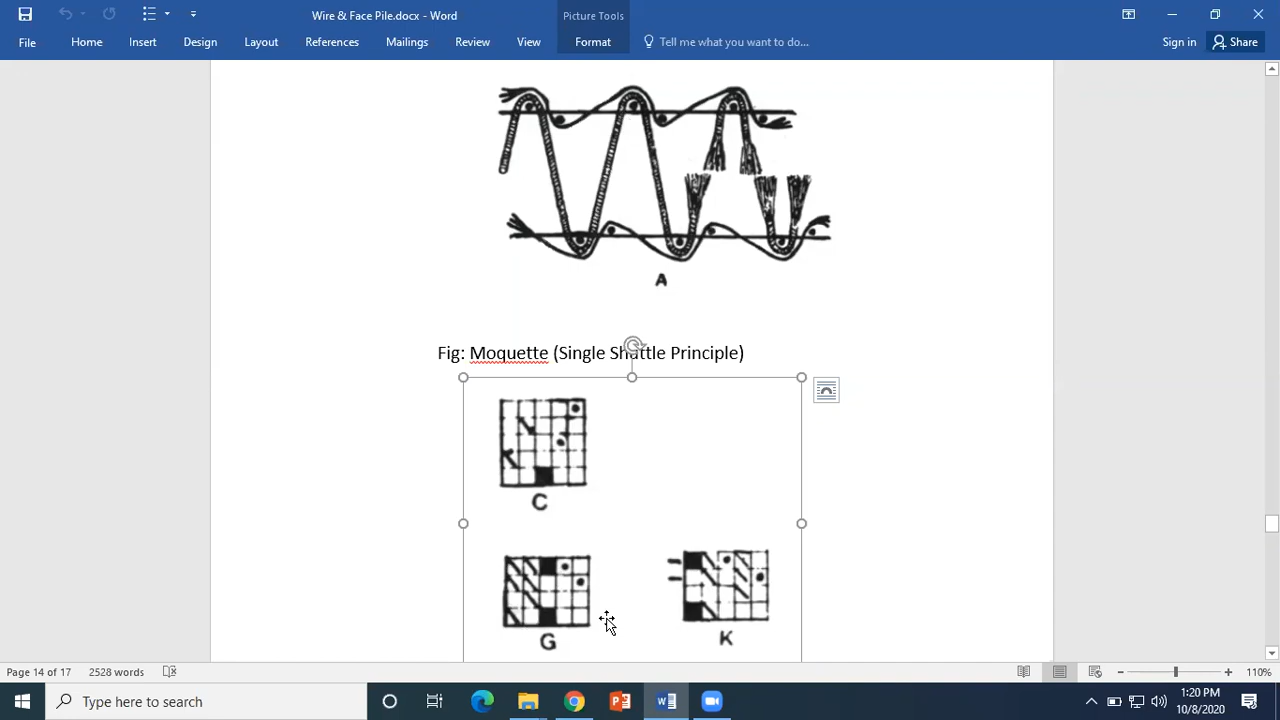 Wire & Face Pile.docx - Word
Picture Tools
File
Home
Insert
Design
Layout
References
Mailings
Review
View
Format
Tell me what you want to do...
Sign in
Share
A
Fig: Moquette (Single Shuttle Principle)
C
G
K
Page 14 of 17
2528 words
110%
Type here to search
1:20 PM
10/8/2020